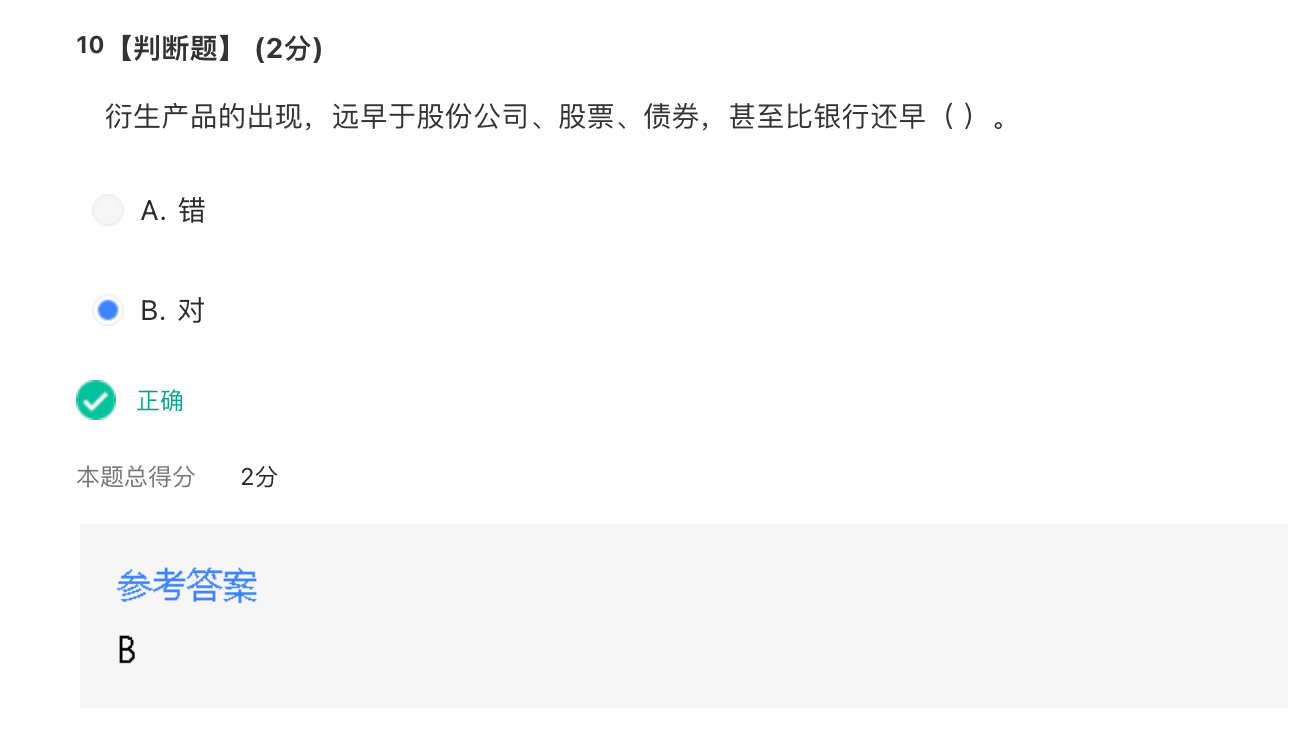 10【判断题】 (2分)
衍生产品的出现，远早于股份公司、股票、债券，甚至比银行还早（ ）。
A. 错
B. 对
正确
本题总得分 2分
参考答案
B